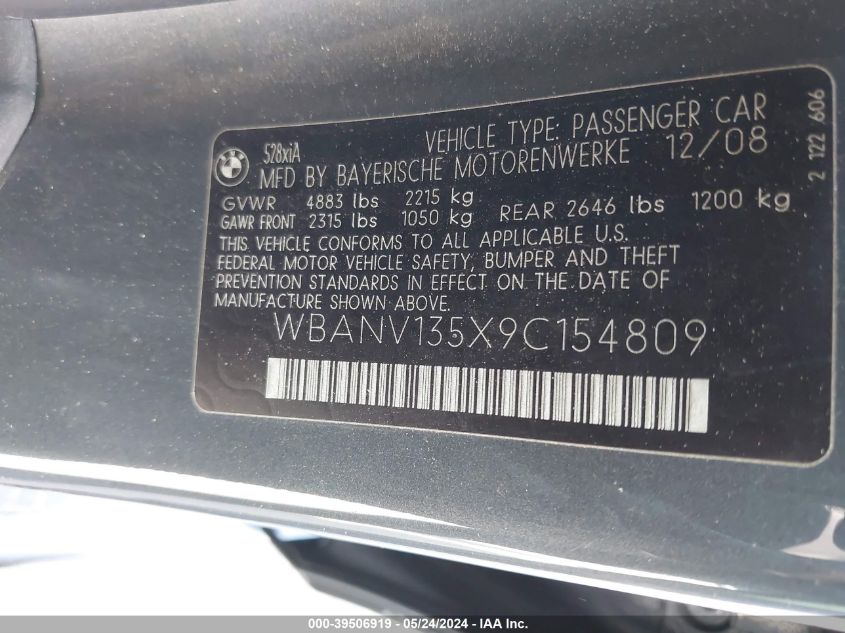 BMW
528xiA
VEHICLE TYPE: PASSENGER CAR
MFD BY BAYERISCHE MOTORENWERKE 12/08
GVWR 4883 lbs 2215 kg
GAWR FRONT 2315 lbs 1050 kg REAR 2646 lbs 1200 kg
THIS VEHICLE CONFORMS TO ALL APPLICABLE U.S.
FEDERAL MOTOR VEHICLE SAFETY, BUMPER AND THEFT
PREVENTION STANDARDS IN EFFECT ON THE DATE OF
MANUFACTURE SHOWN ABOVE.
WBANV135X9C154809
2 122 606
000-39506919 - 05/24/2024 - Copyright © 2024 IAA, Inc.